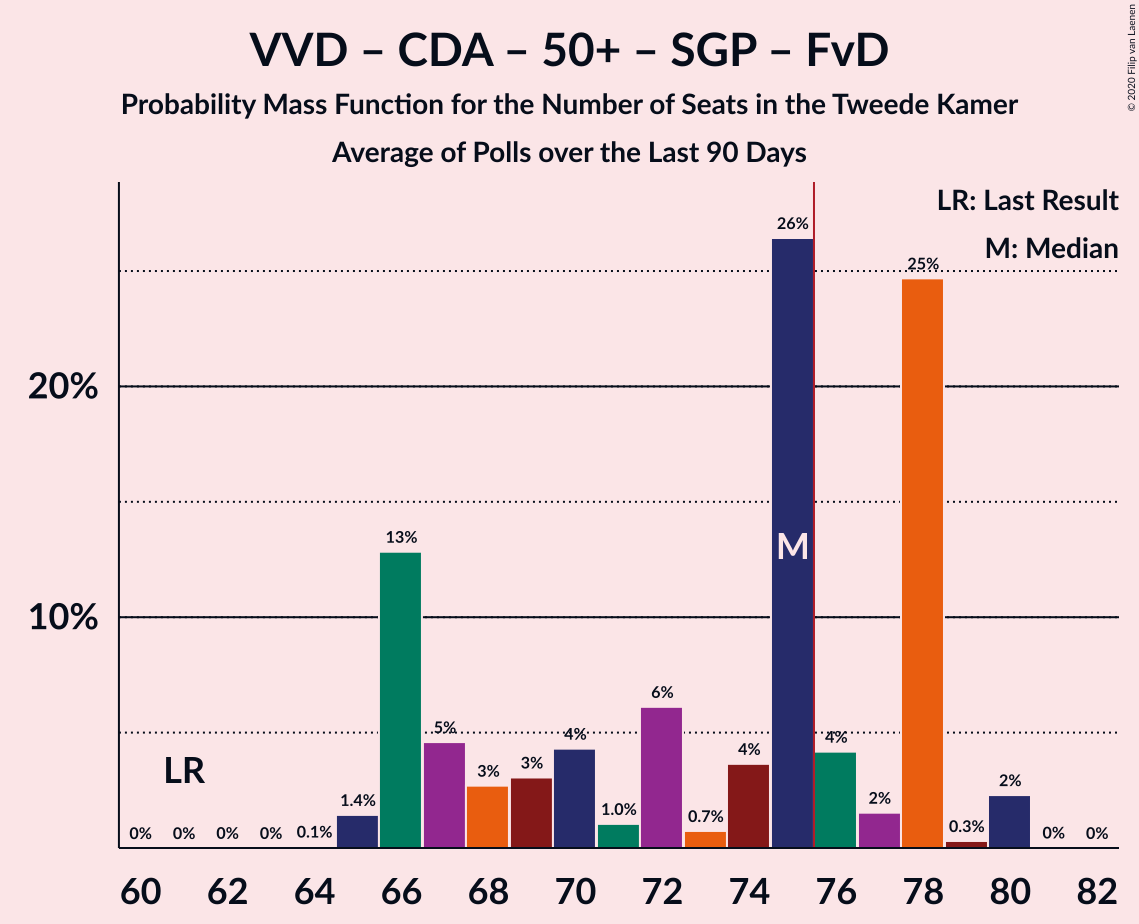 VVD – CDA – 50+ – SGP – FvD
Probability Mass Function for the Number of Seats in the Tweede Kamer
Average of Polls over the Last 90 Days
© 2020 Filip van Laenen
LR: Last Result
M: Median
20%
10%
0%
0%
0%
0%
0.1%
1.4%
13%
5%
3%
3%
4%
1.0%
6%
0.7%
4%
26%
4%
2%
25%
0.3%
2%
0%
0%
LR
M
60 62 64 66 68 70 72 74 76 78 80 82